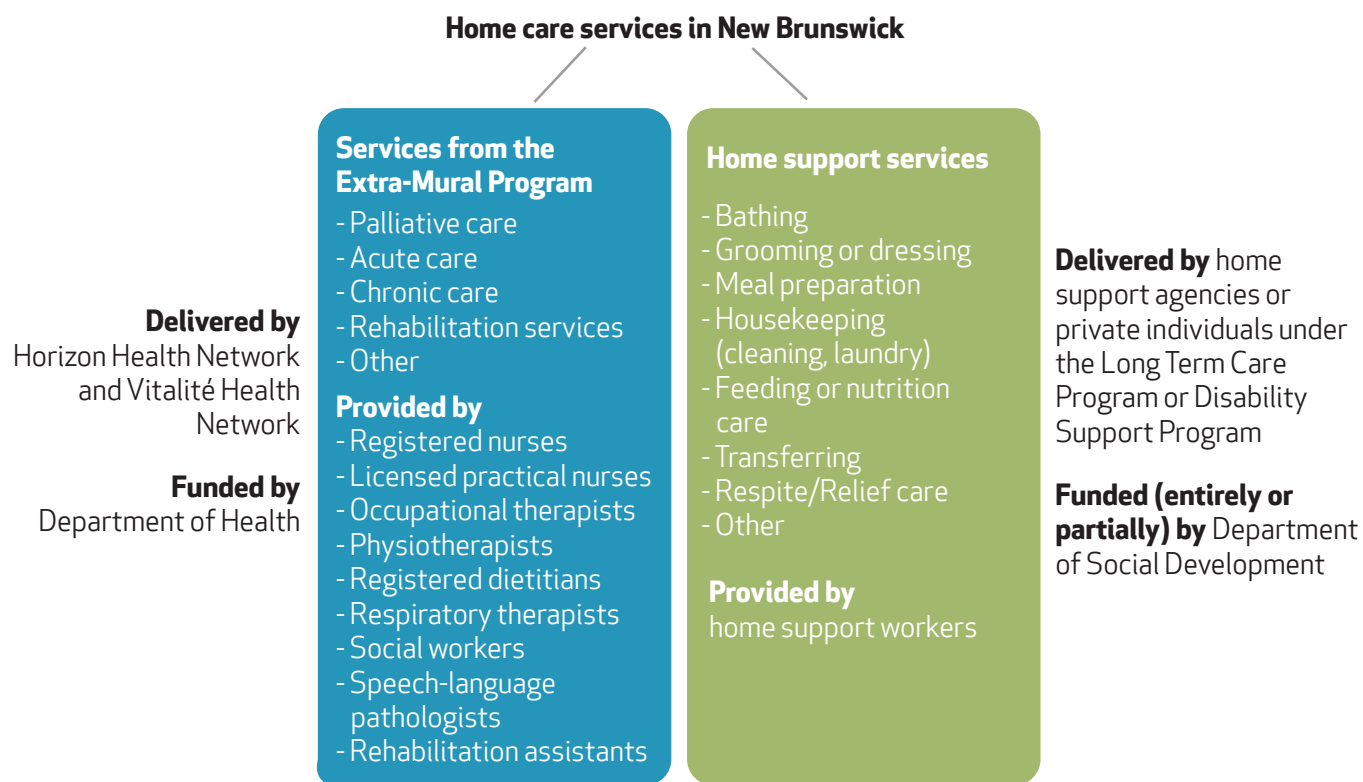 Home care services in New Brunswick
Delivered by
Horizon Health Network
and Vitalité Health
Network
Funded by
Department of Health
Services from the
Extra-Mural Program
- Palliative care
- Acute care
- Chronic care
- Rehabilitation services
- Other
Provided by
- Registered nurses
- Licensed practical nurses
- Occupational therapists
- Physiotherapists
- Registered dietitians
- Respiratory therapists
- Social workers
- Speech-language
pathologists
- Rehabilitation assistants
Home support services
- Bathing
- Grooming or dressing
- Meal preparation
- Housekeeping
(cleaning, laundry)
- Feeding or nutrition
care
- Transferring
- Respite/Relief care
- Other
Provided by
home support workers
Delivered by home
support agencies or
private individuals under
the Long Term Care
Program or Disability
Support Program
Funded (entirely or
partially) by Department
of Social Development